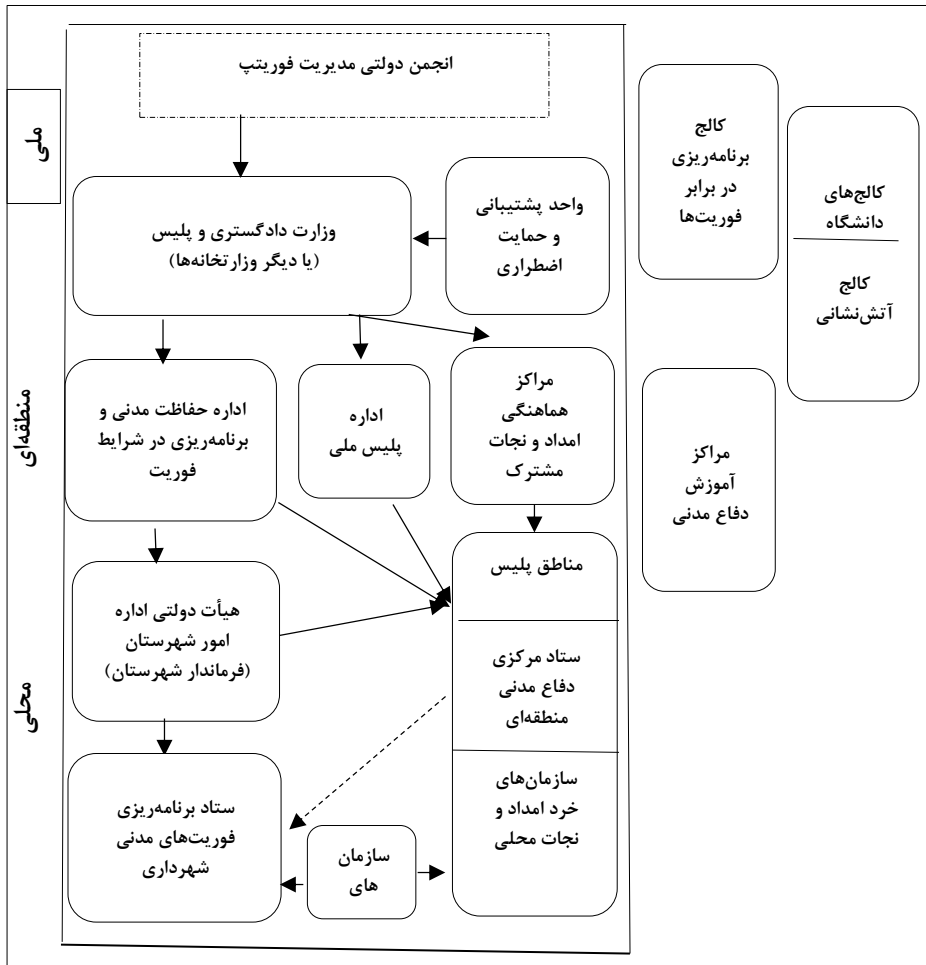 انجمن دولتی مدیریت فوریتپ
ملی
کالج
برنامه‌ریزی
در برابر
فوریت‌ها
کالج‌های
دانشگاه
کالج
آتش‌نشانی
واحد پشتیبانی
و حمایت
اضطراری
وزارت دادگستری و پلیس
(یا دیگر وزارتخانه‌ها)
منطقه‌ای
مراکز
هماهنگی
امداد و نجات
مشترک
اداره
پلیس ملی
اداره حفاظت مدنی و
برنامه‌ریزی در شرایط
فوریت
مراکز
آموزش
دفاع مدنی
مناطق پلیس
ستاد مرکزی
دفاع مدنی
منطقه‌ای
سازمان‌های
خرد امداد و
نجات محلی
هیأت دولتی اداره
امور شهرستان
(فرماندار شهرستان)
محلی
ستاد برنامه‌ریزی
فوریت‌های مدنی
شهرداری
سازمان
های